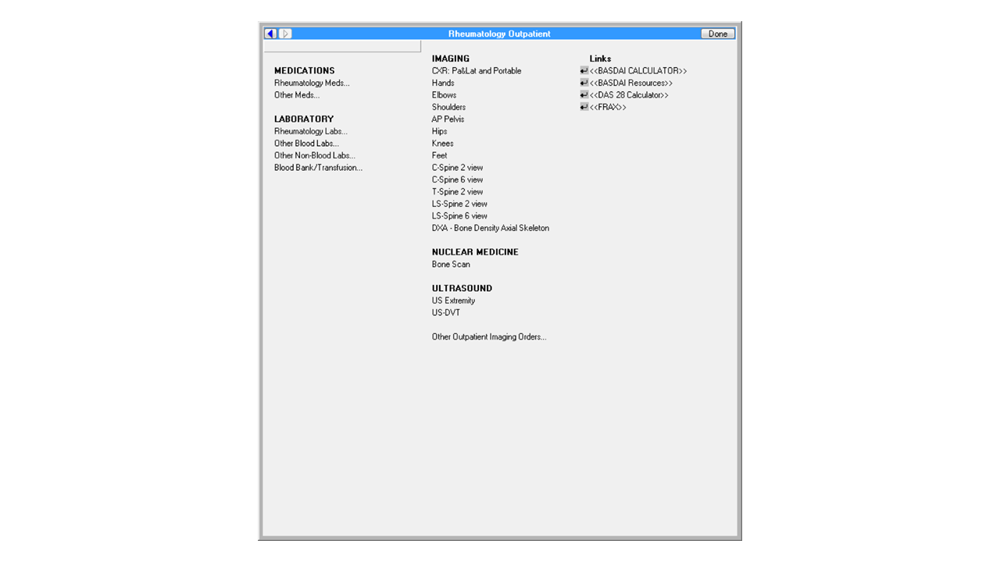 Rheumatology Outpatient
Done
MEDICATIONS
Rheumatology Meds...
Other Meds...
LABORATORY
Rheumatology Labs...
Other Blood Labs...
Other Non-Blood Labs...
Blood Bank/Transfusion...
IMAGING
CXR: Pa&Lat and Portable
Hands
Elbows
Shoulders
AP Pelvis
Hips
Knees
Feet
C-Spine 2 view
C-Spine 6 view
T-Spine 2 view
LS-Spine 2 view
LS-Spine 6 view
DXA - Bone Density Axial Skeleton
NUCLEAR MEDICINE
Bone Scan
ULTRASOUND
US Extremity
US-DVT
Other Outpatient Imaging Orders...
Links
<<BASDAI CALCULATOR>>
<<BASDAI Resources>>
<<DAS 28 Calculator>>
<<FRAX>>